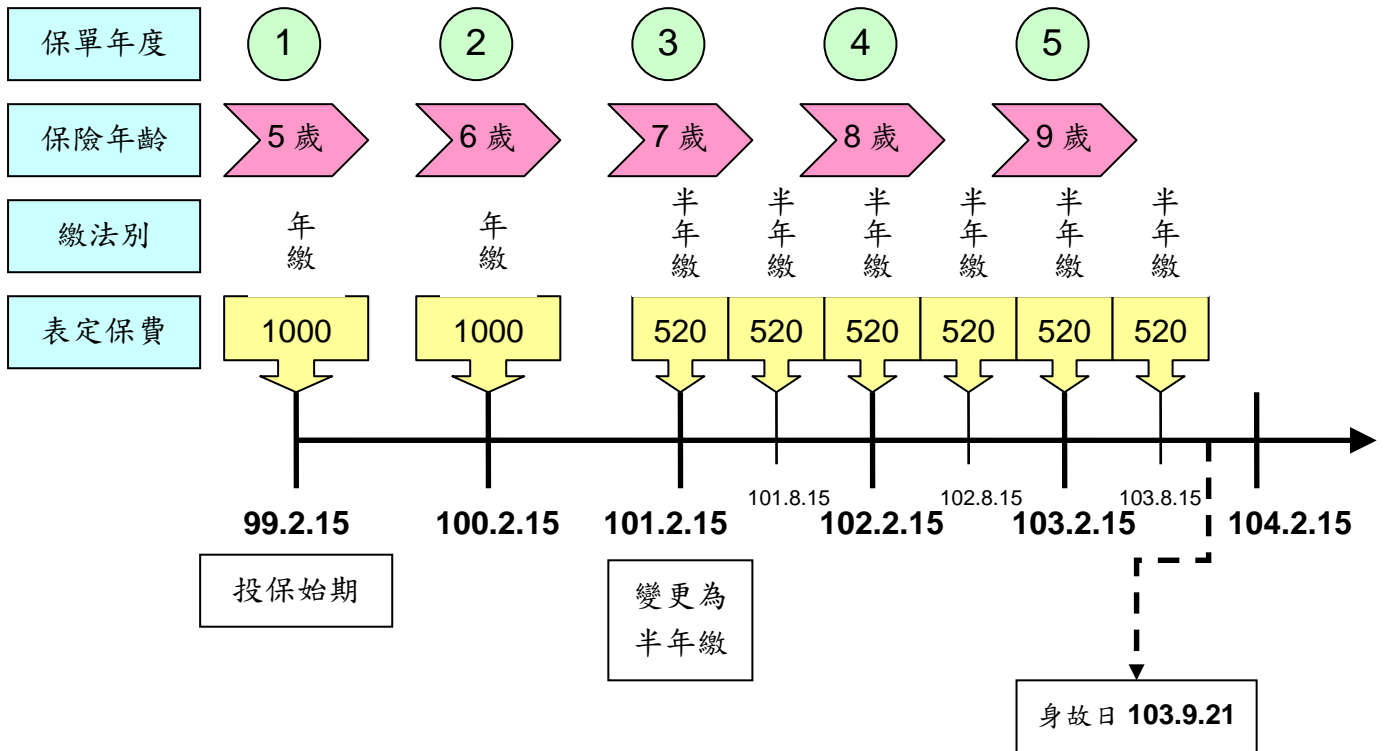 保單年度 1 2 3 4 5
保險年齡 5 歲 6 歲 7 歲 8 歲 9 歲
繳法別 年繳 年繳 半年繳 半年繳 半年繳 半年繳 半年繳 半年繳
表定保費 1000 1000 520 520 520 520 520 520
101.8.15 102.8.15 103.8.15
99.2.15 100.2.15 101.2.15 102.2.15 103.2.15 104.2.15
投保始期
變更為
半年繳
身故日 103.9.21